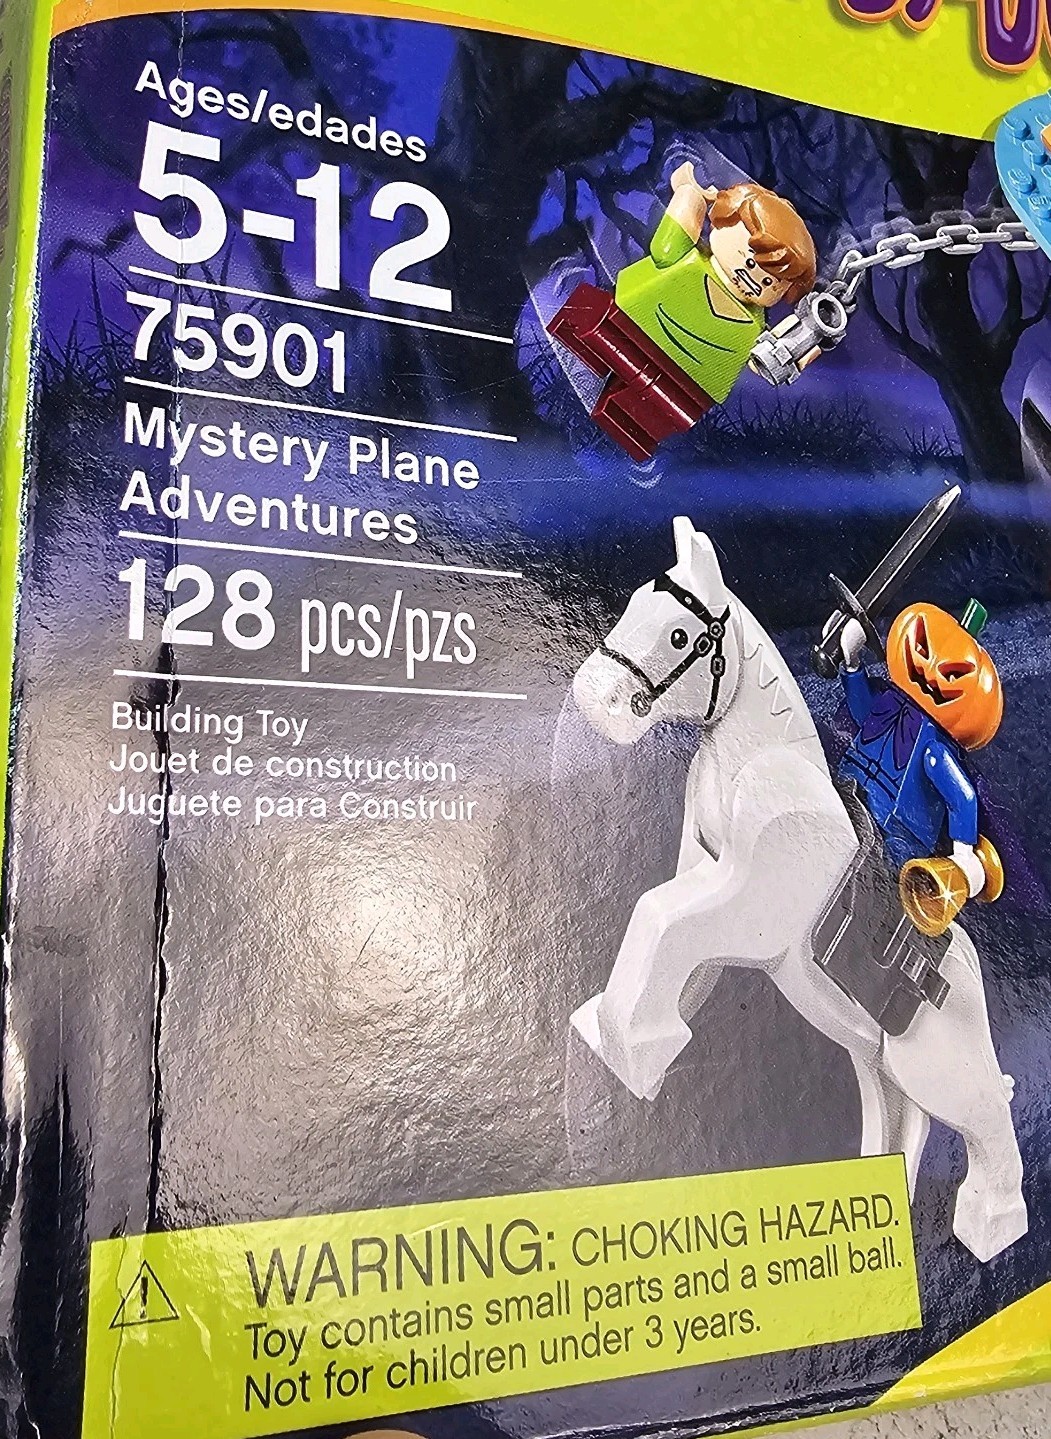 Ages/edades
5-12
75901
Mystery Plane
Adventures
128 pcs/pzs
Building Toy
Jouet de construction
Juguete para Construir
WARNING: CHOKING HAZARD.
Toy contains small parts and a small ball.
Not for children under 3 years.